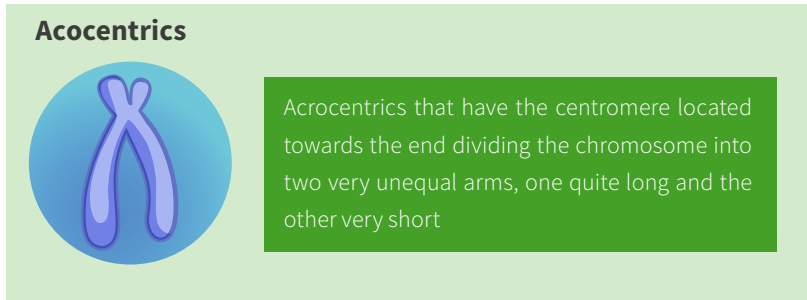 Acocentrics
Acrocentrics that have the centromere located
towards the end dividing the chromosome into
two very unequal arms, one quite long and the
other very short